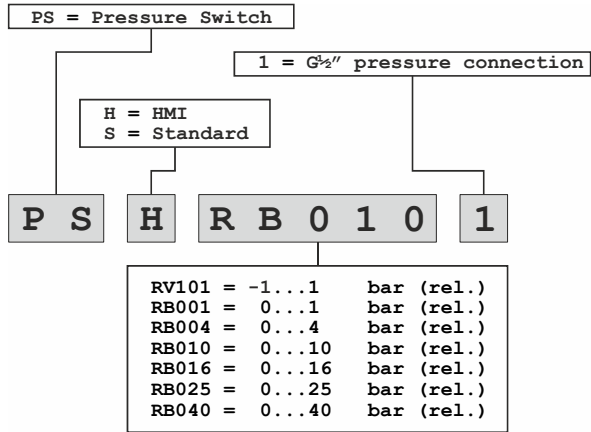 PS = Pressure Switch
1 = G½" pressure connection
H = HMI
S = Standard
P S H R B 0 1 0 1
RV101 = -1...1 bar (rel.)
RB001 = 0...1 bar (rel.)
RB004 = 0...4 bar (rel.)
RB010 = 0...10 bar (rel.)
RB016 = 0...16 bar (rel.)
RB025 = 0...25 bar (rel.)
RB040 = 0...40 bar (rel.)